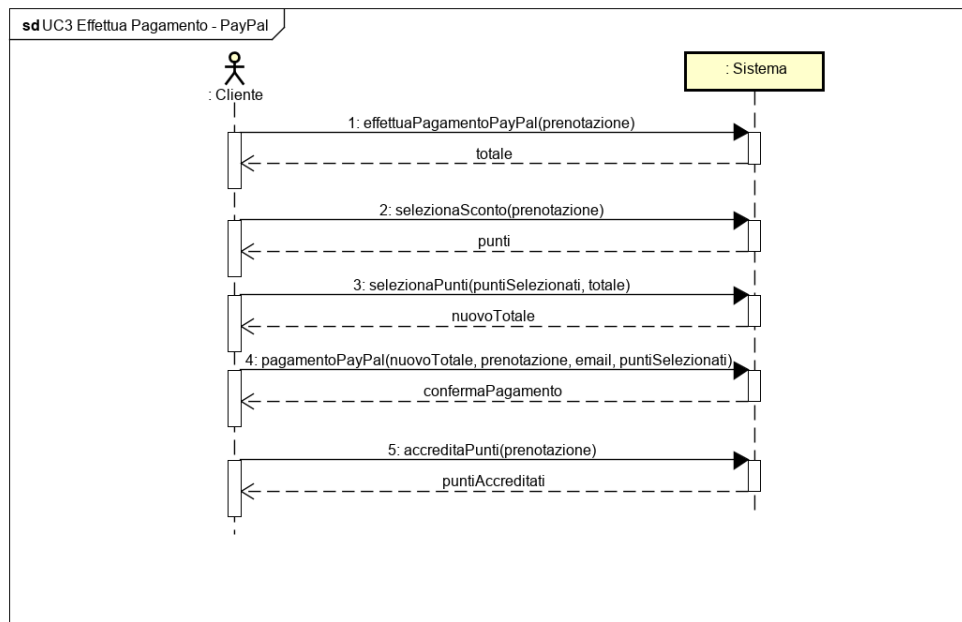 sd UC3 Effettua Pagamento - PayPal
: Cliente
: Sistema
1: effettuaPagamentoPayPal(prenotazione)
totale
2: selezionaSconto(prenotazione)
punti
3: selezionaPunti(puntiSelezionati, totale)
nuovoTotale
4: pagamentoPayPal(nuovoTotale, prenotazione, email, puntiSelezionati)
confermaPagamento
5: accreditaPunti(prenotazione)
puntiAccreditati